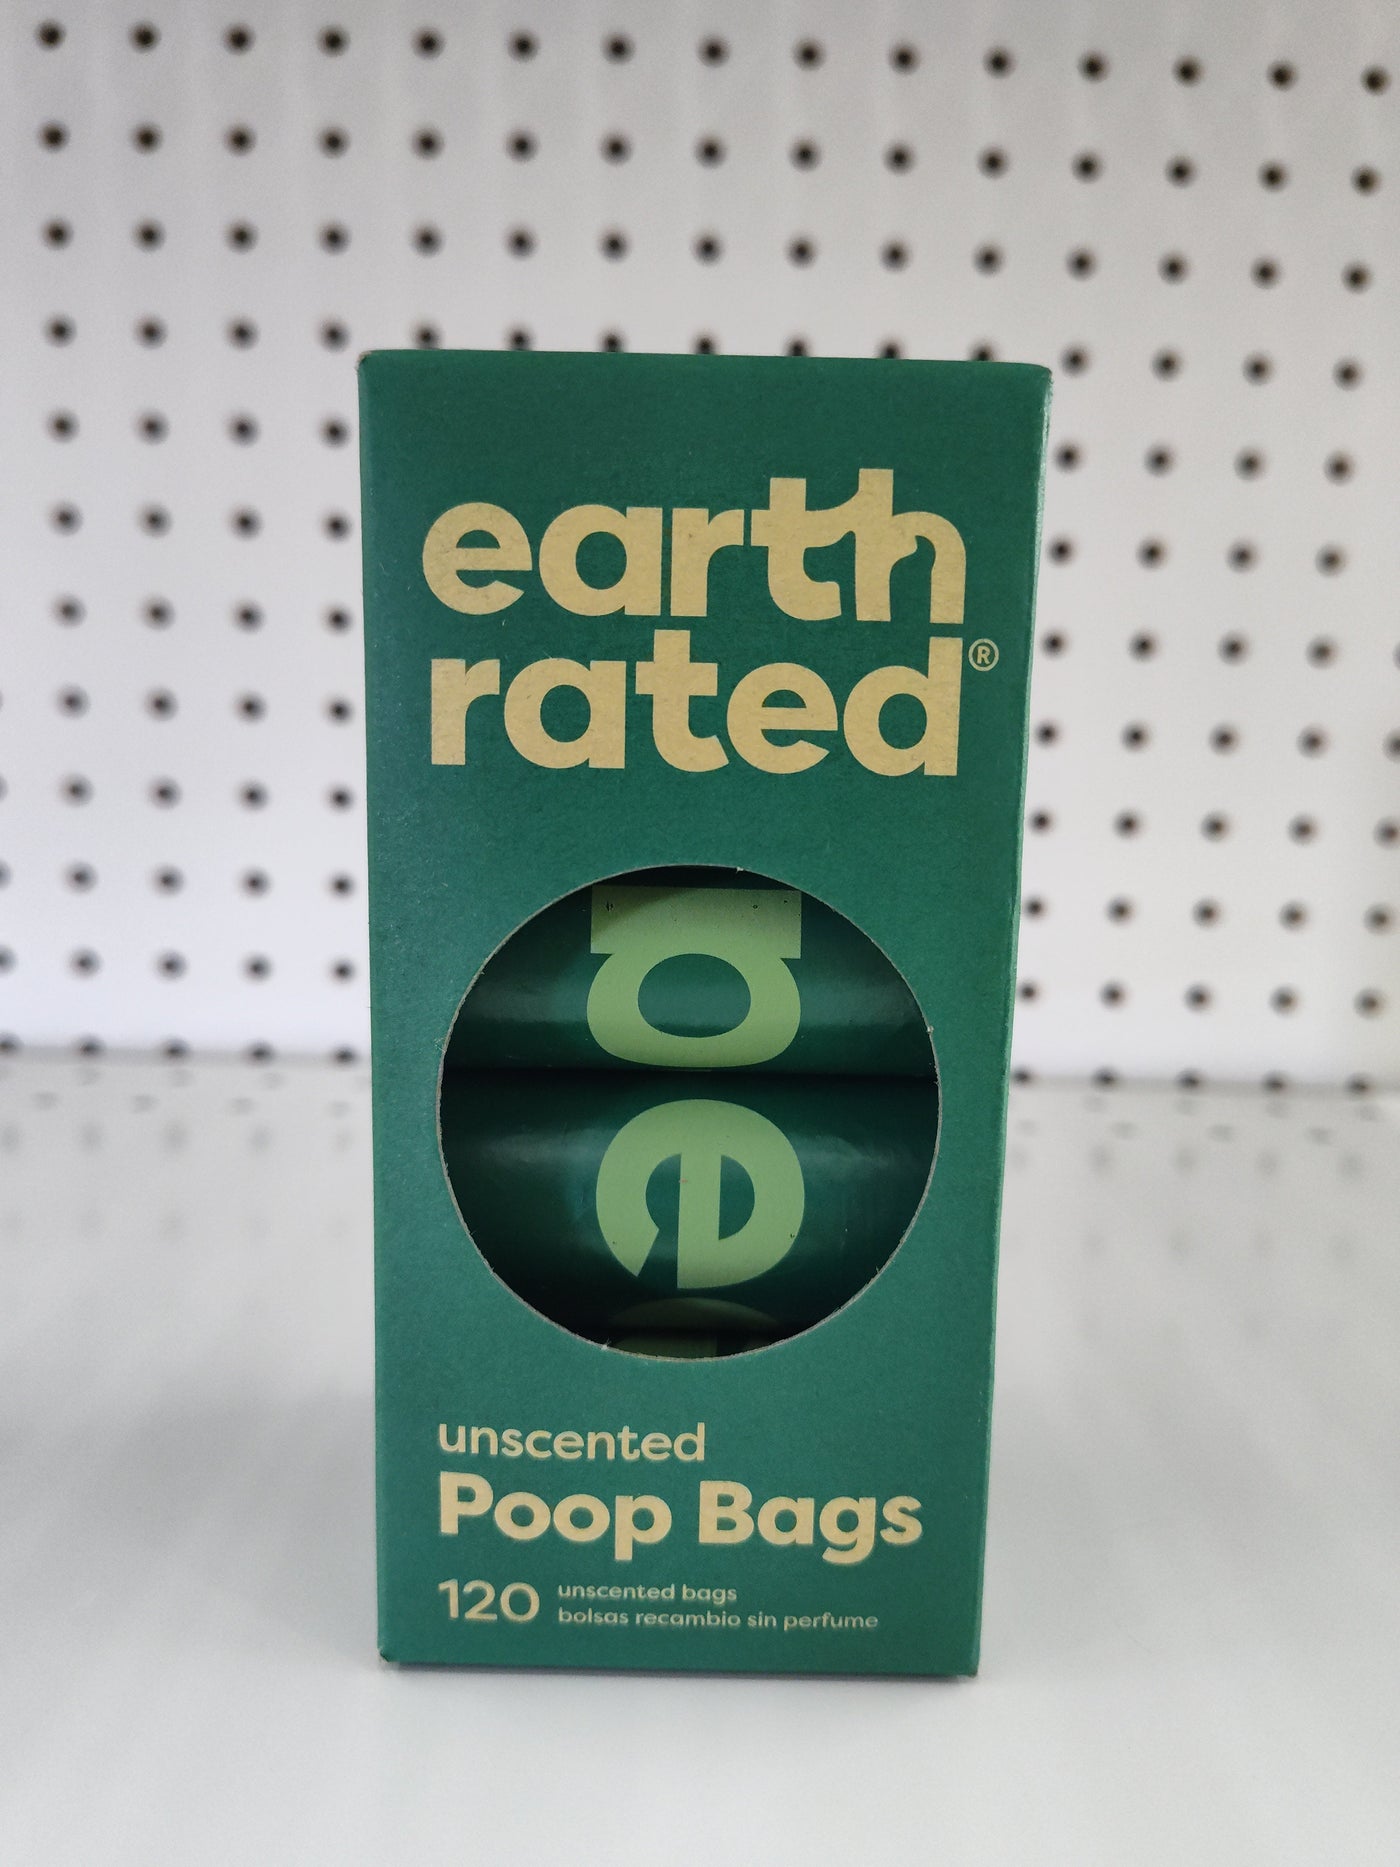 earth
rated®
unscented
Poop Bags
120 unscented bags
bolsas recambio sin perfume